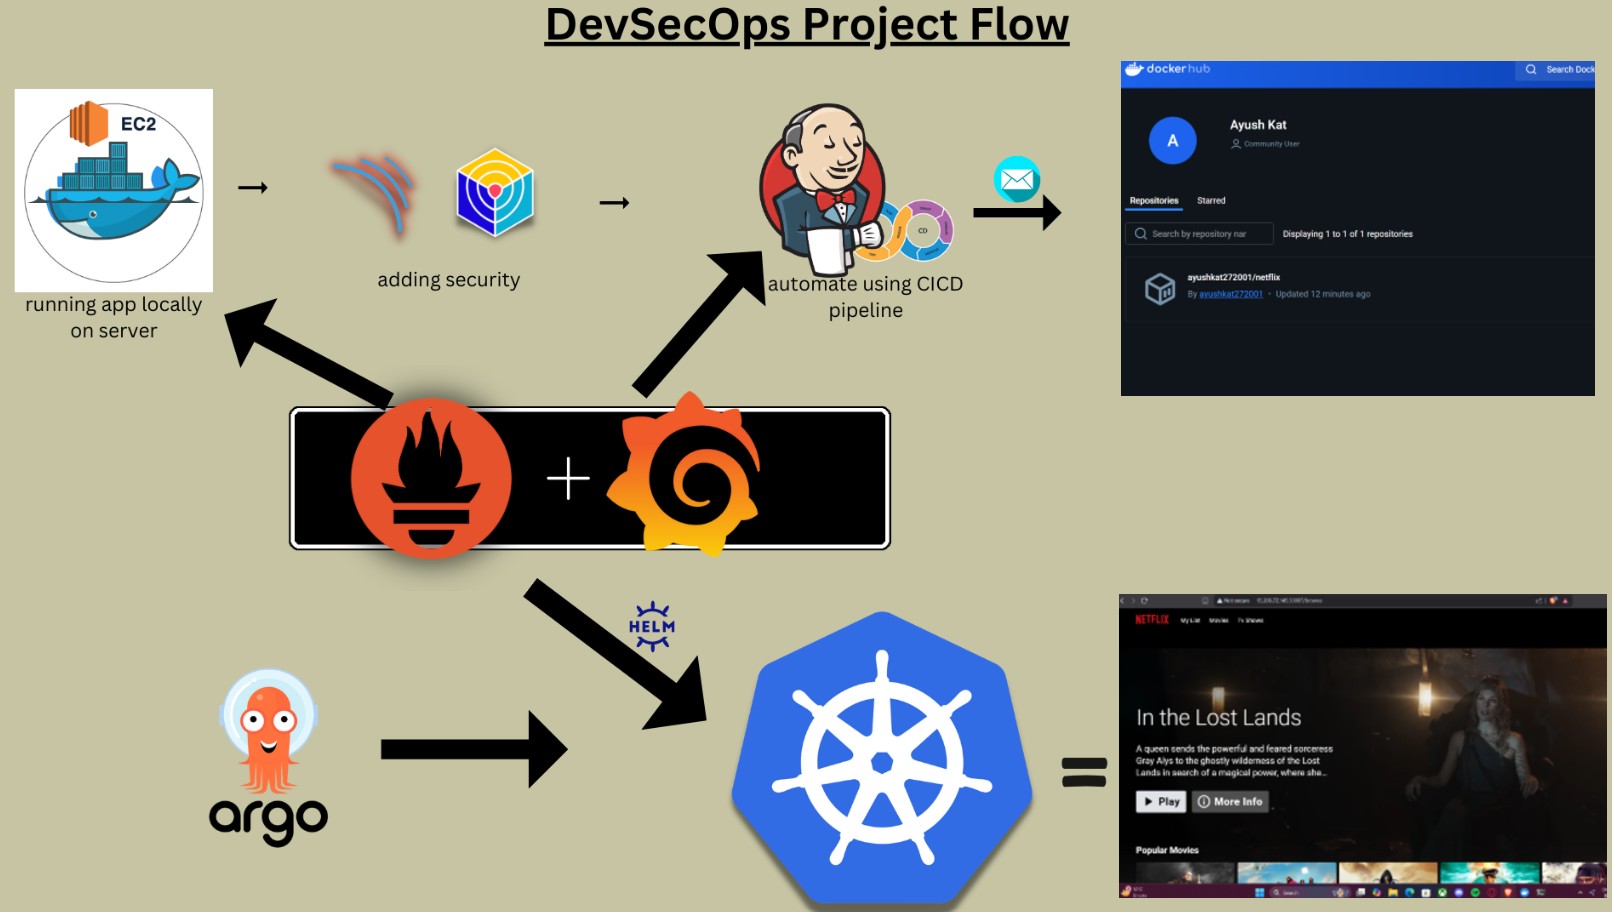 DevSecOps Project Flow
EC2
running app locally
on server
adding security
CD
automate using CICD
pipeline
dockerhub
Search Dock
A
Ayush Kat
Community User
Repositories
Starred
Search by repository nar
Displaying 1 to 1 of 1 repositories
ayushkat272001/netflix
By ayushkat272001 • Updated 12 minutes ago
HELM
argo
Not secure
NETFLIX
My List
Movies
Tv Shows
In the Lost Lands
A queen sends the powerful and feared sorceress
Gray Alys to the ghostly wilderness of the Lost
Lands in search of a magical power, where she...
Play
More Info
Popular Movies
Search